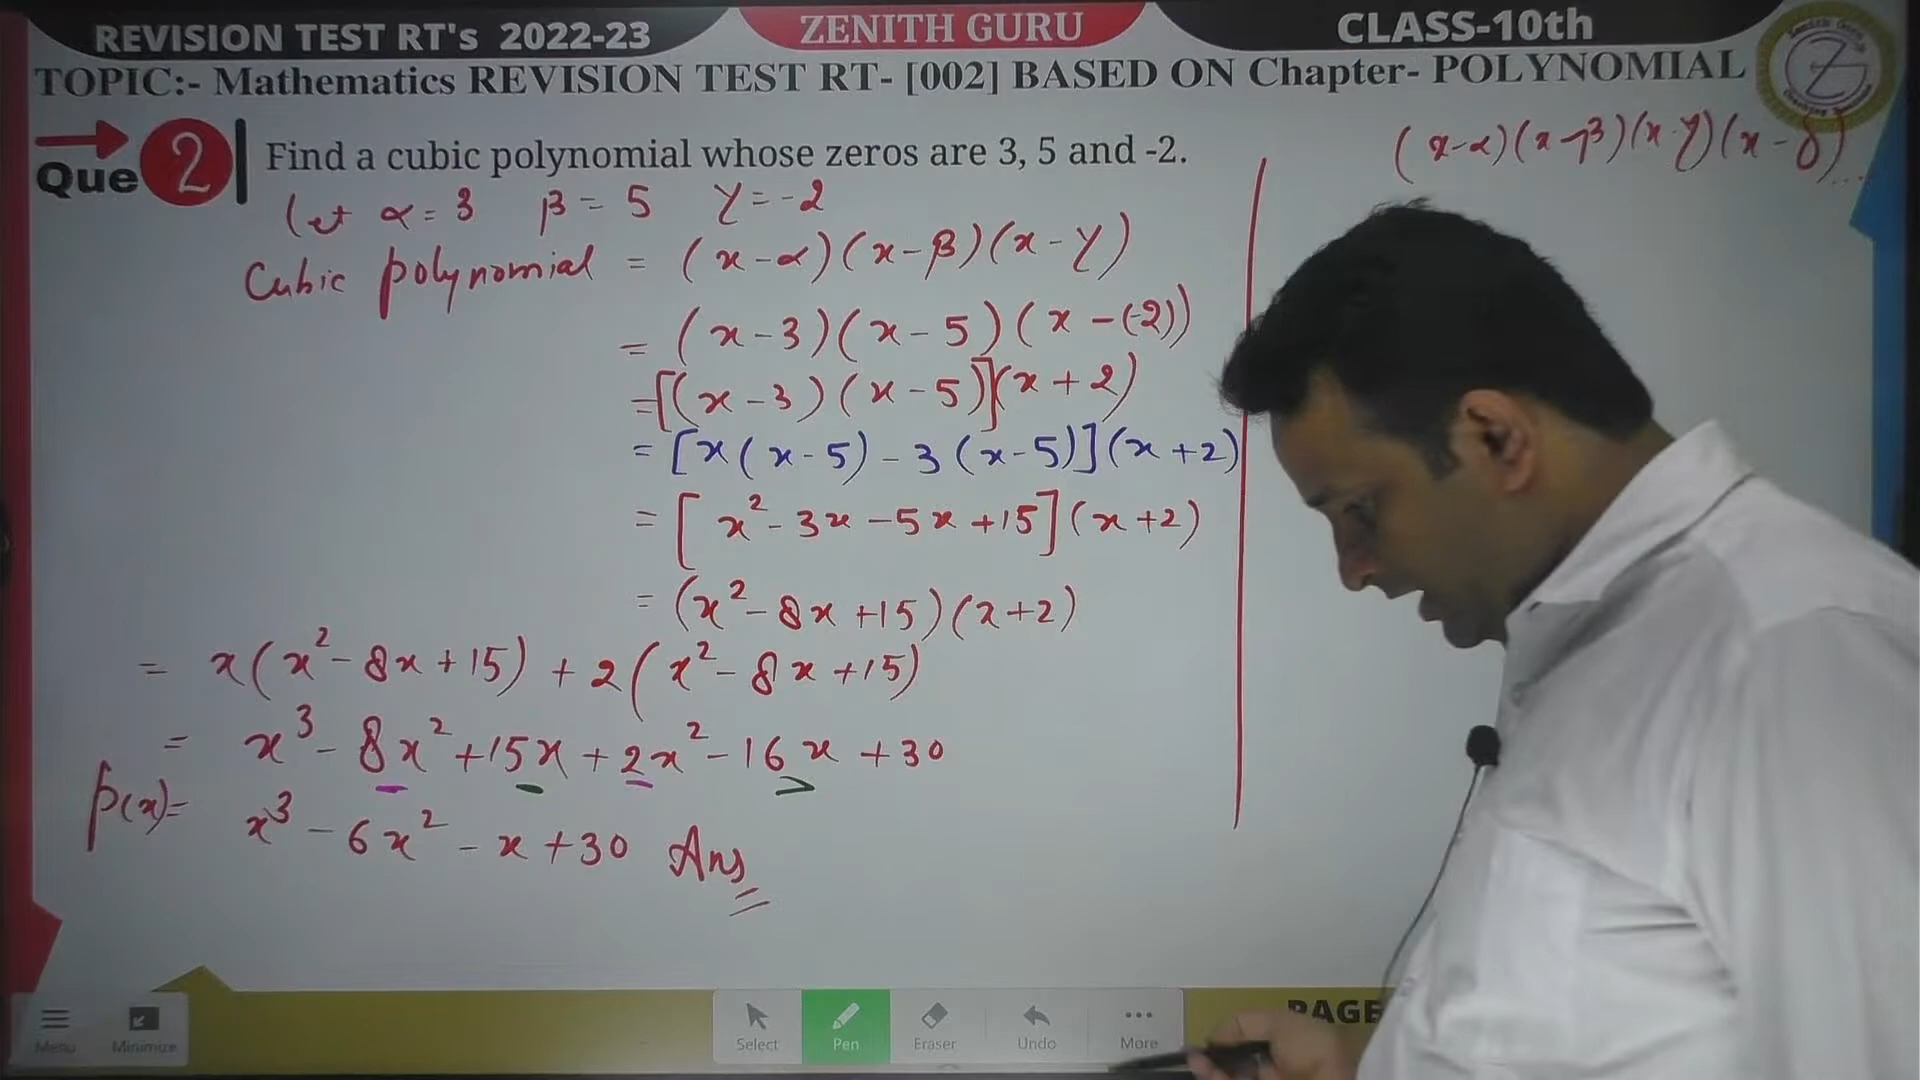 REVISION TEST RT's 2022-23
ZENITH GURU
CLASS-10th
TOPIC:- Mathematics REVISION TEST RT- [002] BASED ON Chapter- POLYNOMIAL
Que 2 Find a cubic polynomial whose zeros are 3, 5 and -2.
(x-α)(x-β)(x-γ)(x-δ)...
Let α = 3 β = 5 γ = -2
Cubic polynomial = (x-α)(x-β)(x-γ)
= (x-3)(x-5)(x-(-2))
= [(x-3)(x-5)](x+2)
= [x(x-5)-3(x-5)](x+2)
= [x²-3x-5x+15](x+2)
= (x²-8x+15)(x+2)
= x(x²-8x+15)+2(x²-8x+15)
= x³-8x²+15x+2x²-16x+30
p(x)= x³-6x²-x+30 Ans
Menu
Minimize
Select
Pen
Eraser
Undo
More
PAGE